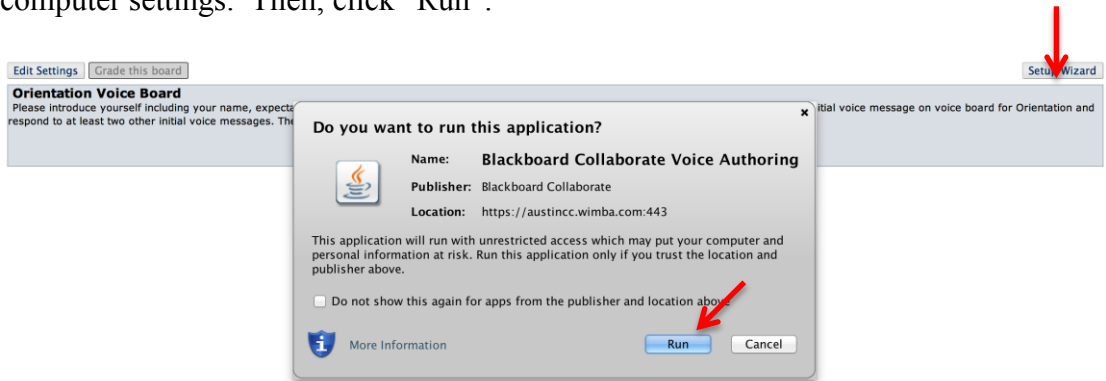 computer settings. Then, click "Run".
Edit Settings Grade this board Setup Wizard
Orientation Voice Board
Please introduce yourself including your name, itial voice message on voice board for Orientation and
respond to at least two other initial voice messages.
Do you want to run this application?
Name: Blackboard Collaborate Voice Authoring
Publisher: Blackboard Collaborate
Location: https://austincc.wimba.com:443
This application will run with unrestricted access which may put your computer and
personal information at risk. Run this application only if you trust the location and
publisher above.
Do not show this again for apps from the publisher and location above
More Information Run Cancel